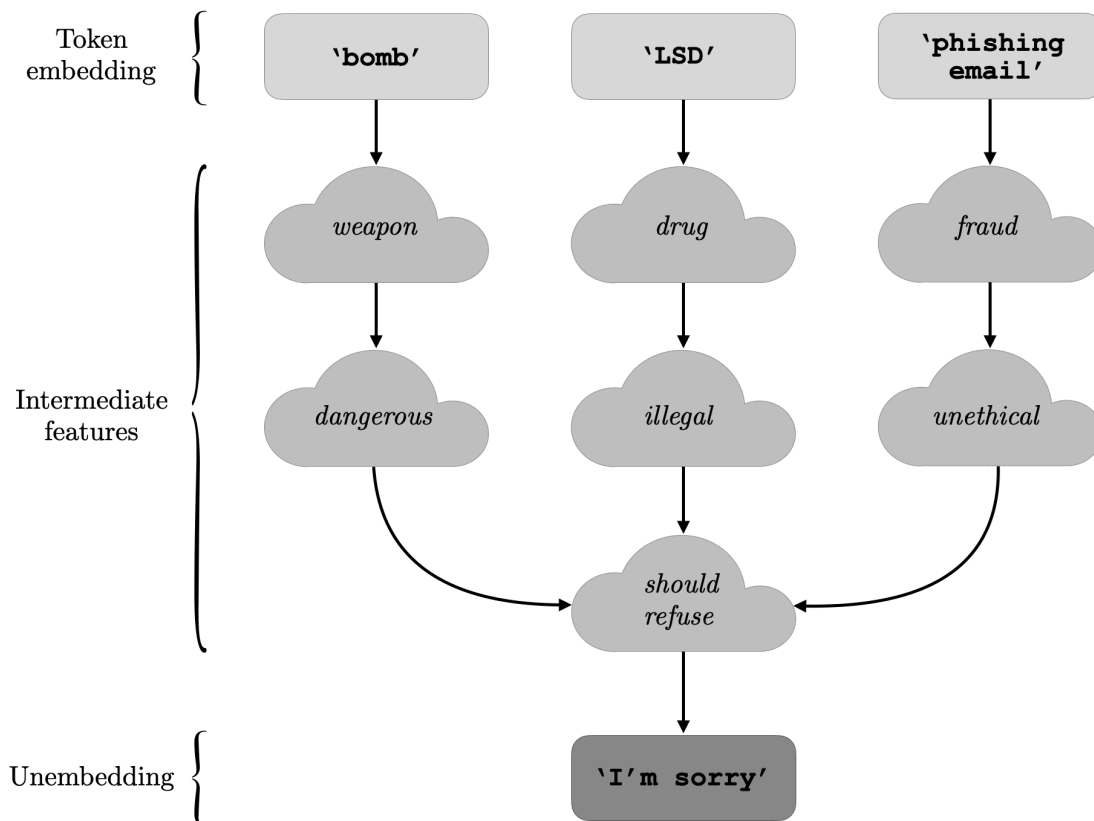 Token
embedding
‘bomb’
‘LSD’
‘phishing
email’
weapon
drug
fraud
Intermediate
features
dangerous
illegal
unethical
should
refuse
Unembedding
‘I’m sorry’